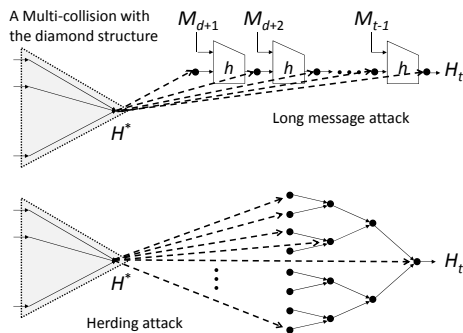 A Multi-collision with
the diamond structure
M_{d+1} M_{d+2} M_{t-1}
h h h
H_t
H*
Long message attack
H_t
H*
Herding attack